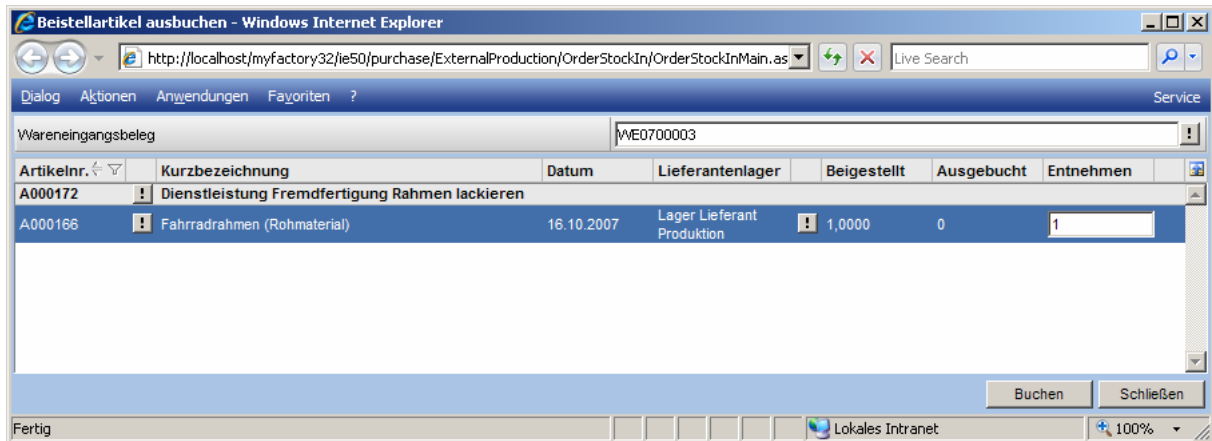 Beistellartikel ausbuchen - Windows Internet Explorer
http://localhost/myfactory32/ie50/purchase/ExternalProduction/OrderStockIn/OrderStockInMain.as
Live Search
Dialog Aktionen Anwendungen Favoriten ? Service
Wareneingangsbeleg WE0700003 !
Artikelnr. Kurzbezeichnung Datum Lieferantenlager Beigestellt Ausgebucht Entnehmen
A000172 ! Dienstleistung Fremdfertigung Rahmen lackieren
A000166 ! Fahrradrahmen (Rohmaterial) 16.10.2007 Lager Lieferant Produktion ! 1,0000 0 1
Buchen Schließen
Fertig Lokales Intranet 100%